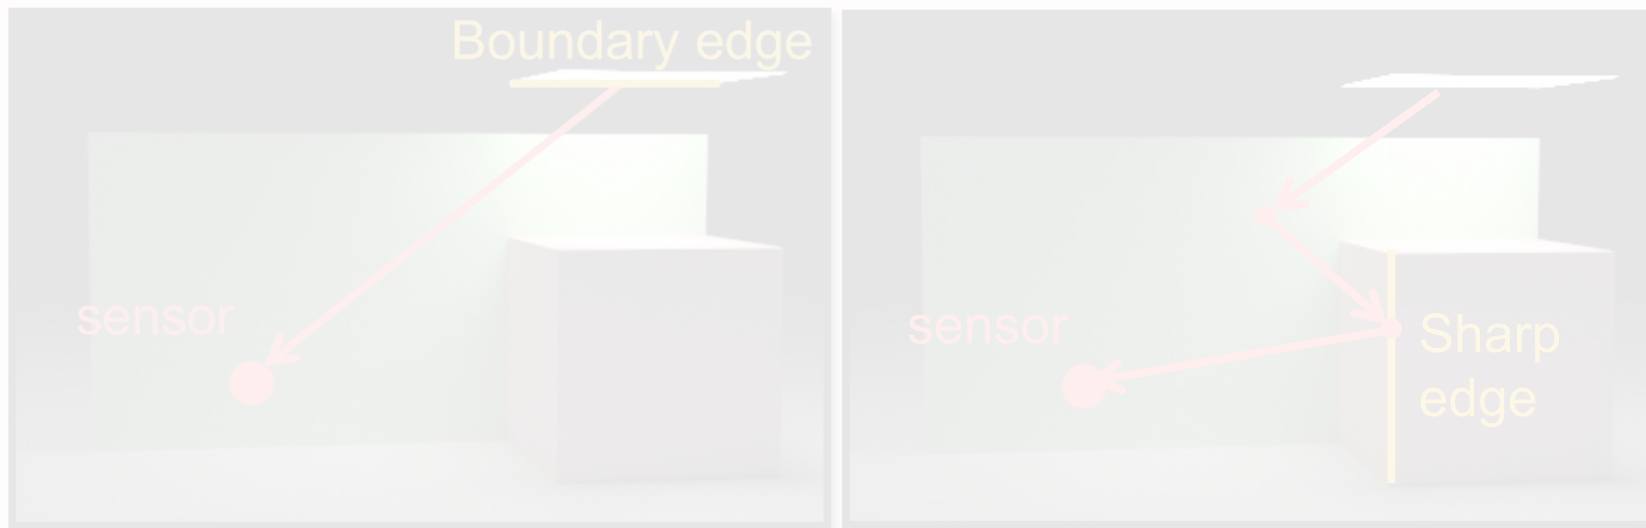 Boundary edge
sensor
sensor
Sharp
edge